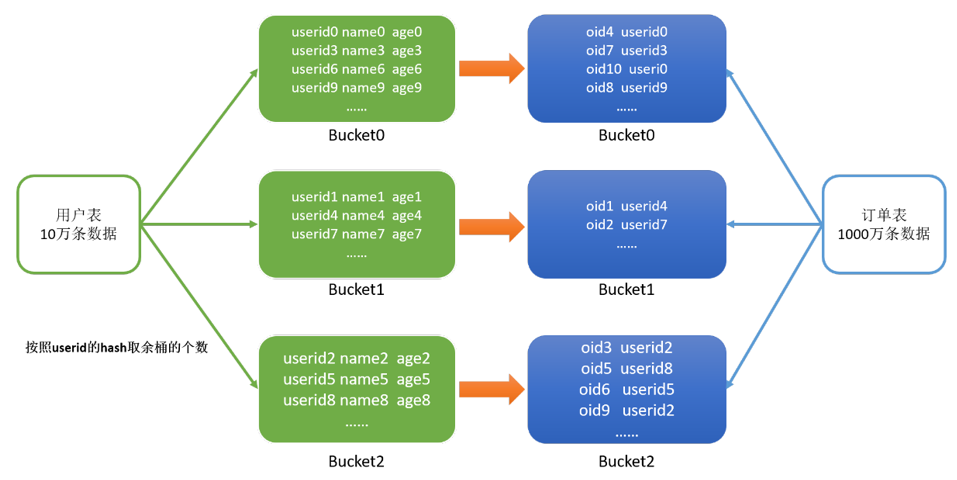 userid0 name0 age0
userid3 name3 age3
userid6 name6 age6
userid9 name9 age9
......
Bucket0
oid4 userid0
oid7 userid3
oid10 useri0
oid8 userid9
......
Bucket0
用户表
10万条数据
userid1 name1 age1
userid4 name4 age4
userid7 name7 age7
......
Bucket1
oid1 userid4
oid2 userid7
......
Bucket1
订单表
1000万条数据
按照userid的hash取余桶的个数
userid2 name2 age2
userid5 name5 age5
userid8 name8 age8
......
Bucket2
oid3 userid2
oid5 userid8
oid6 userid5
oid9 userid2
......
Bucket2